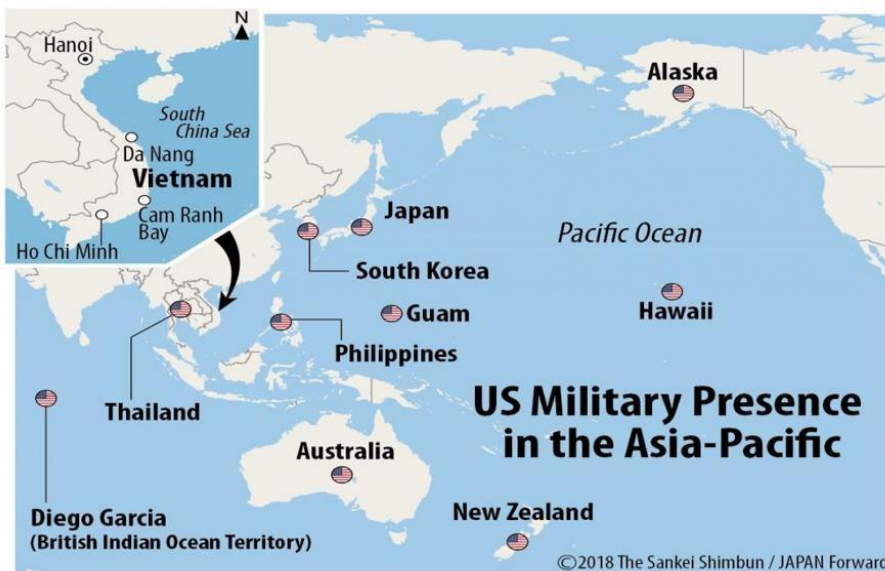 N
Hanoi
South
China Sea
Da Nang
Vietnam
Cam Ranh
Bay
Ho Chi Minh
Alaska
Japan
Pacific Ocean
South Korea
Guam
Hawaii
Philippines
Thailand
US Military Presence
in the Asia-Pacific
Australia
Diego Garcia
(British Indian Ocean Territory)
New Zealand
©2018 The Sankei Shimbun / JAPAN Forward